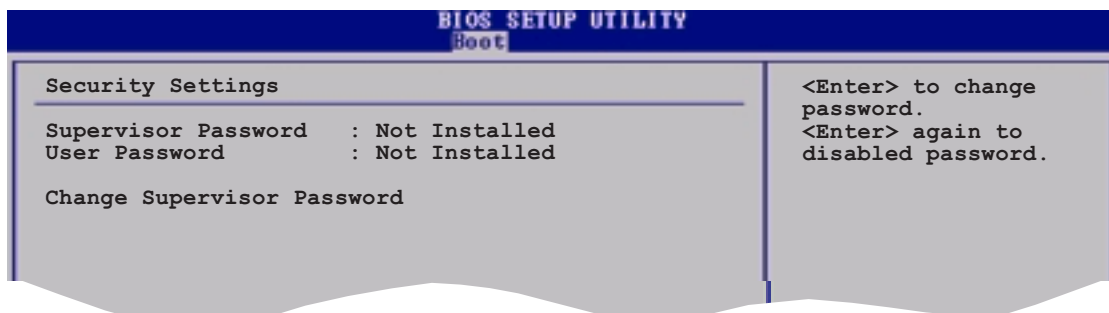 BIOS SETUP UTILITY
Boot
Security Settings
Supervisor Password : Not Installed
User Password : Not Installed
Change Supervisor Password
<Enter> to change
password.
<Enter> again to
disabled password.